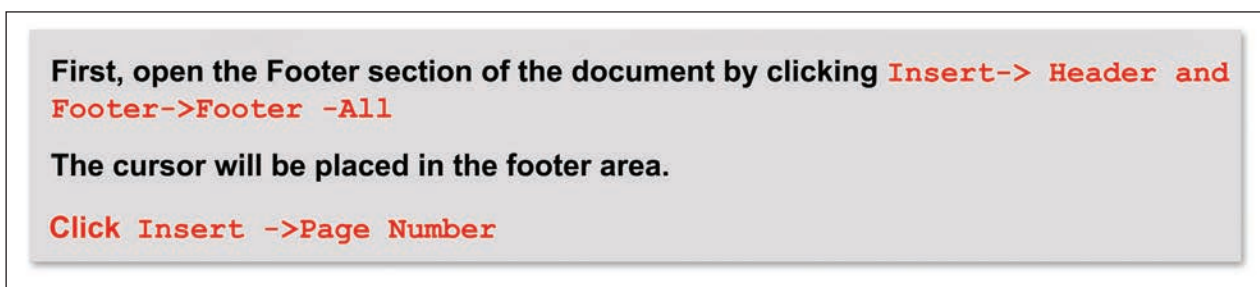 First, open the Footer section of the document by clicking Insert-> Header and
Footer->Footer -All
The cursor will be placed in the footer area.
Click Insert ->Page Number